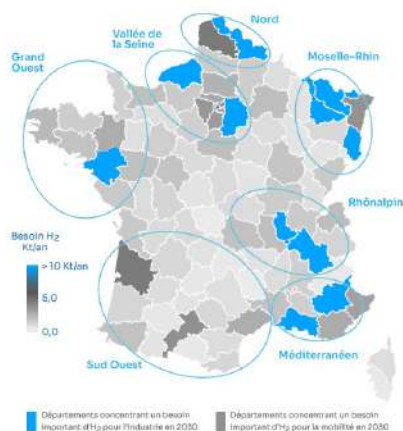 Nord
Vallée de
la Seine
Moselle-Rhin
Grand
Ouest
Besoin H₂
Kt/an
> 10 Kt/an
5,0
0,0
Rhônalpin
Sud Ouest
Méditerranéen
Départements concentrant un besoin
important d'H₂ pour l'industrie en 2030
Départements concentrant un besoin
important d'H₂ pour la mobilité en 2030